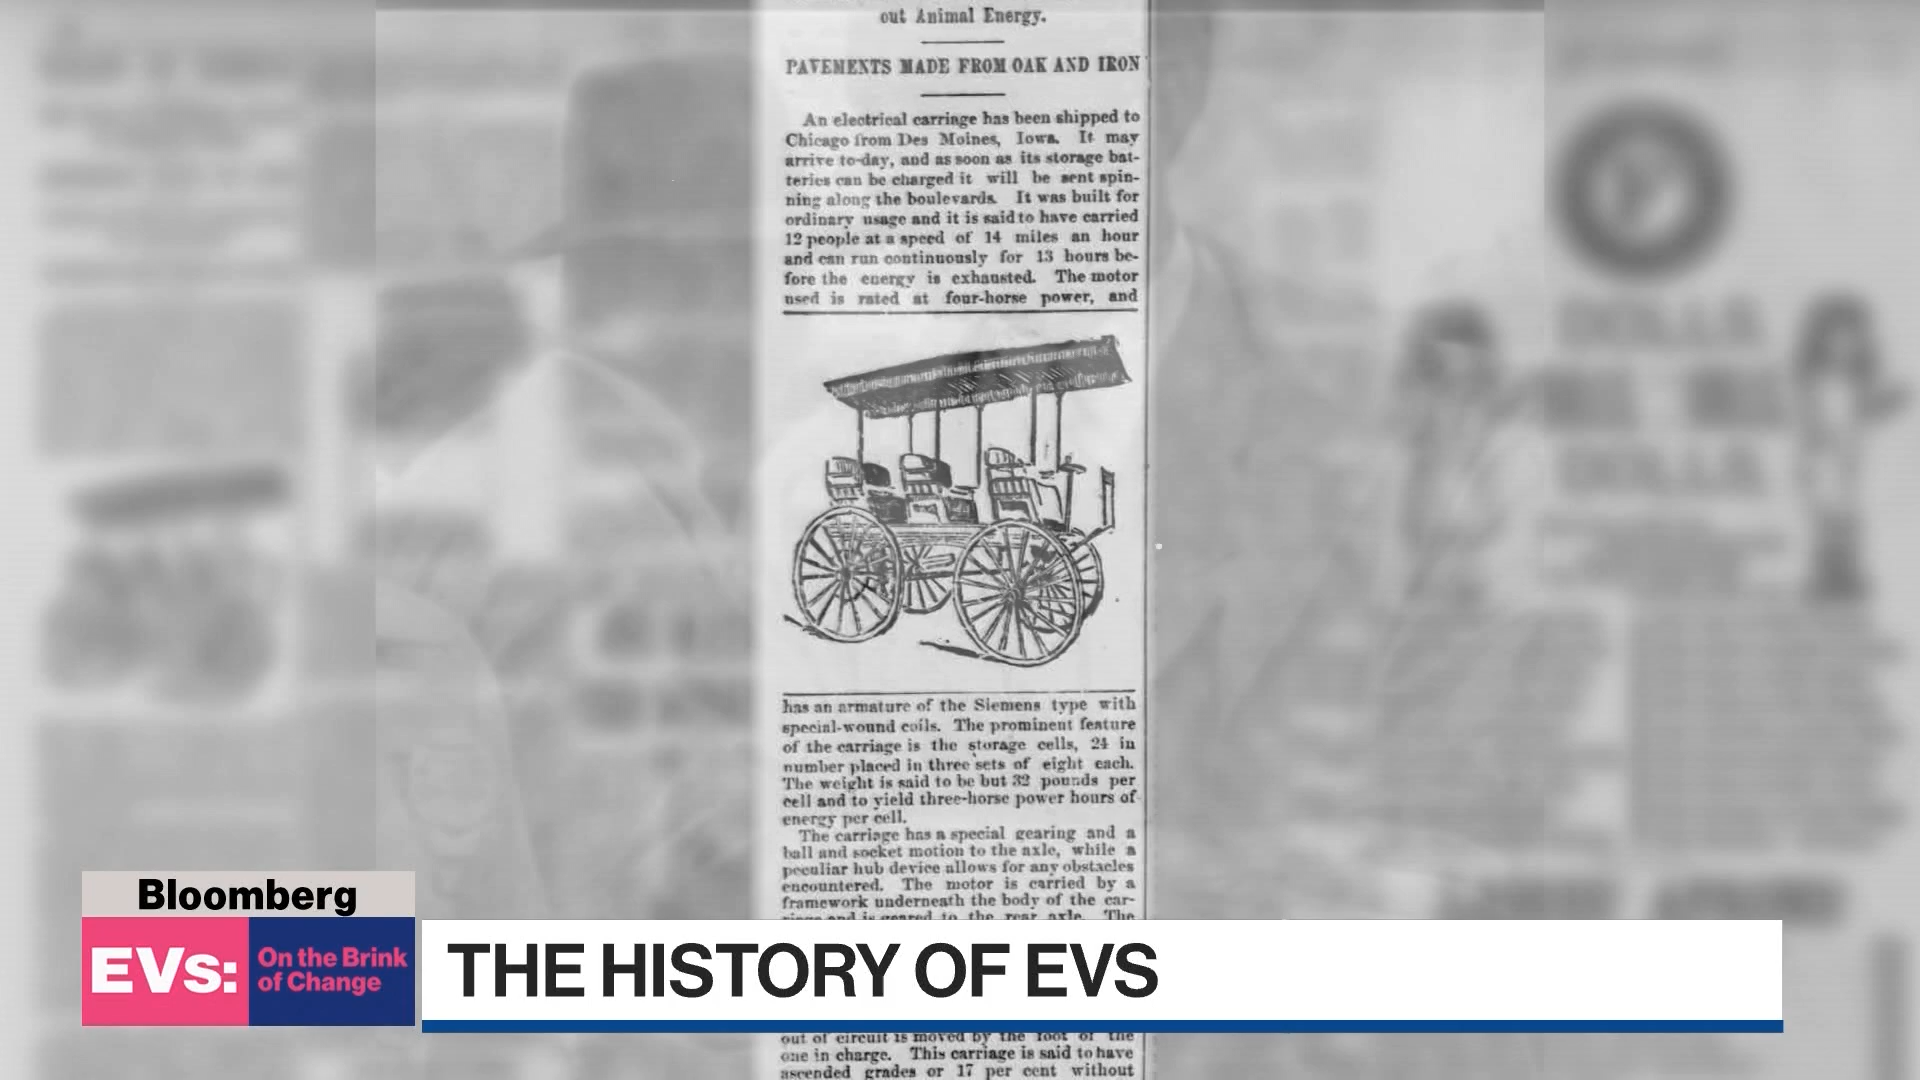 out Animal Energy.
PAVEMENTS MADE FROM OAK AND IRON
An electrical carriage has been shipped to
Chicago from Des Moines, Iowa. It may
arrive to-day, and as soon as its storage bat-
teries can be charged it will be sent spin-
ning along the boulevards. It was built for
ordinary usage and it is said to have carried
12 people at a speed of 14 miles an hour
and can run continuously for 13 hours be-
fore the energy is exhausted. The motor
used is rated at four-horse power, and
has an armature of the Siemens type with
special-wound coils. The prominent feature
of the carriage is the storage cells, 24 in
number placed in three sets of eight each.
The weight is said to be but 32 pounds per
cell and to yield three-horse power hours of
energy per cell.
The carriage has a special gearing and a
ball and socket motion to the axle, while a
peculiar hub device allows for any obstacles
encountered. The motor is carried by a
framework underneath the body of the car-
riage and is geared to the rear axle. The
Bloomberg
EVs: On the Brink
of Change
THE HISTORY OF EVS
out of circuit is moved by the foot of the
one in charge. This carriage is said to have
ascended grades or 17 per cent without